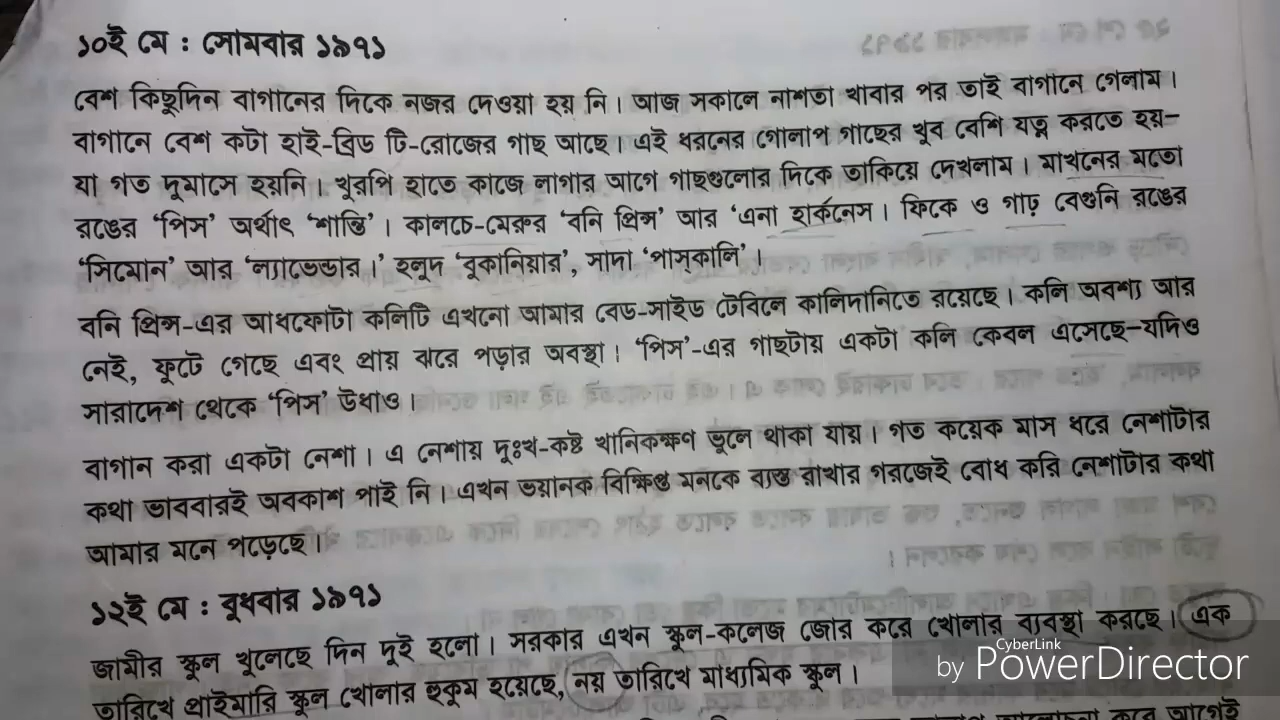 ১০ই মে : সোমবার ১৯৭১
বেশ কিছুদিন বাগানের দিকে নজর দেওয়া হয় নি। আজ সকালে নাশতা খাবার পর তাই বাগানে গেলাম।
বাগানে বেশ কটা হাই-ব্রিড টি-রোজের গাছ আছে। এই ধরনের গোলাপ গাছের খুব বেশি যত্ন করতে হয়–
যা গত দুমাসে হয়নি। খুরপি হাতে কাজে লাগার আগে গাছগুলোর দিকে তাকিয়ে দেখলাম। মাখনের মতো
রঙের ‘পিস’ অর্থাৎ ‘শান্তি’। কালচে-মেরুর ‘বনি প্রিন্স’ আর ‘এনা হার্কনেস। ফিকে ও গাঢ় বেগুনি রঙের
‘সিমোন’ আর ‘ল্যাভেন্ডার।’ হলুদ ‘বুকানিয়ার’, সাদা ‘পাস্কালি’।
বনি প্রিন্স-এর আধফোটা কলিটি এখনো আমার বেড-সাইড টেবিলে কালিদানিতে রয়েছে। কলি অবশ্য আর
নেই, ফুটে গেছে এবং প্রায় ঝরে পড়ার অবস্থা। ‘পিস’-এর গাছটায় একটা কলি কেবল এসেছে–যদিও
সারাদেশ থেকে ‘পিস’ উধাও।
বাগান করা একটা নেশা। এ নেশায় দুঃখ-কষ্ট খানিকক্ষণ ভুলে থাকা যায়। গত কয়েক মাস ধরে নেশাটার
কথা ভাববারই অবকাশ পাই নি। এখন ভয়ানক বিক্ষিপ্ত মনকে ব্যস্ত রাখার গরজেই বোধ করি নেশাটার কথা
আমার মনে পড়েছে।
১২ই মে : বুধবার ১৯৭১
জামীর স্কুল খুলেছে দিন দুই হলো। সরকার এখন স্কুল-কলেজ জোর করে খোলার ব্যবস্থা করছে। এক
তারিখে প্রাইমারি স্কুল খোলার হুকুম হয়েছে, নয় তারিখে মাধ্যমিক স্কুল।
করে আগেই
CyberLink
by PowerDirector